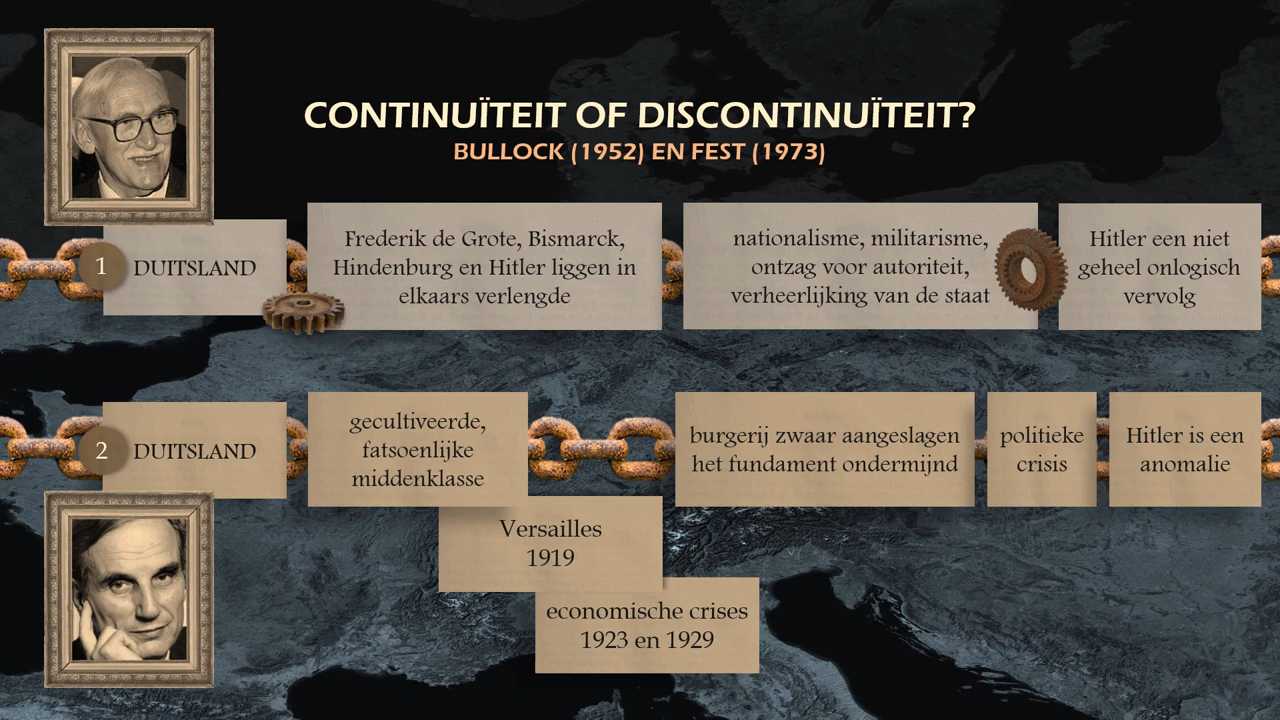 CONTINUÏTEIT OF DISCONTINUÏTEIT?
BULLOCK (1952) EN FEST (1973)
1
DUITSLAND
Frederik de Grote, Bismarck,
Hindenburg en Hitler liggen in
elkaars verlengde
nationalisme, militarisme,
ontzag voor autoriteit,
verheerlijking van de staat
Hitler een niet
geheel onlogisch
vervolg
2
DUITSLAND
gecultiveerde,
fatsoenlijke
middenklasse
Versailles
1919
economische crises
1923 en 1929
burgerij zwaar aangeslagen
het fundament ondermijnd
politieke
crisis
Hitler is een
anomalie